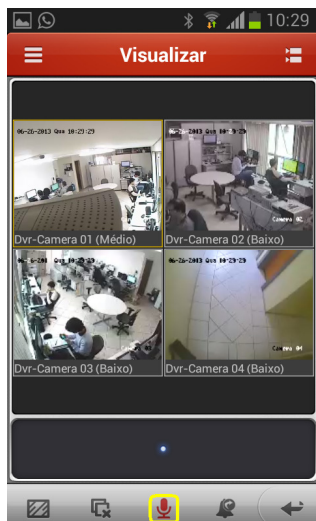 10:29
Visualizar
06-26-2013 Qua 10:29:29
06-26-2013 Qua 10:29:29
Camera 02
Dvr-Camera 01 (Médio)
Dvr-Camera 02 (Baixo)
10:29:29
06-26-2013 Qua 10:29:29
Camera 04
Dvr-Camera 03 (Baixo)
Dvr-Camera 04 (Baixo)